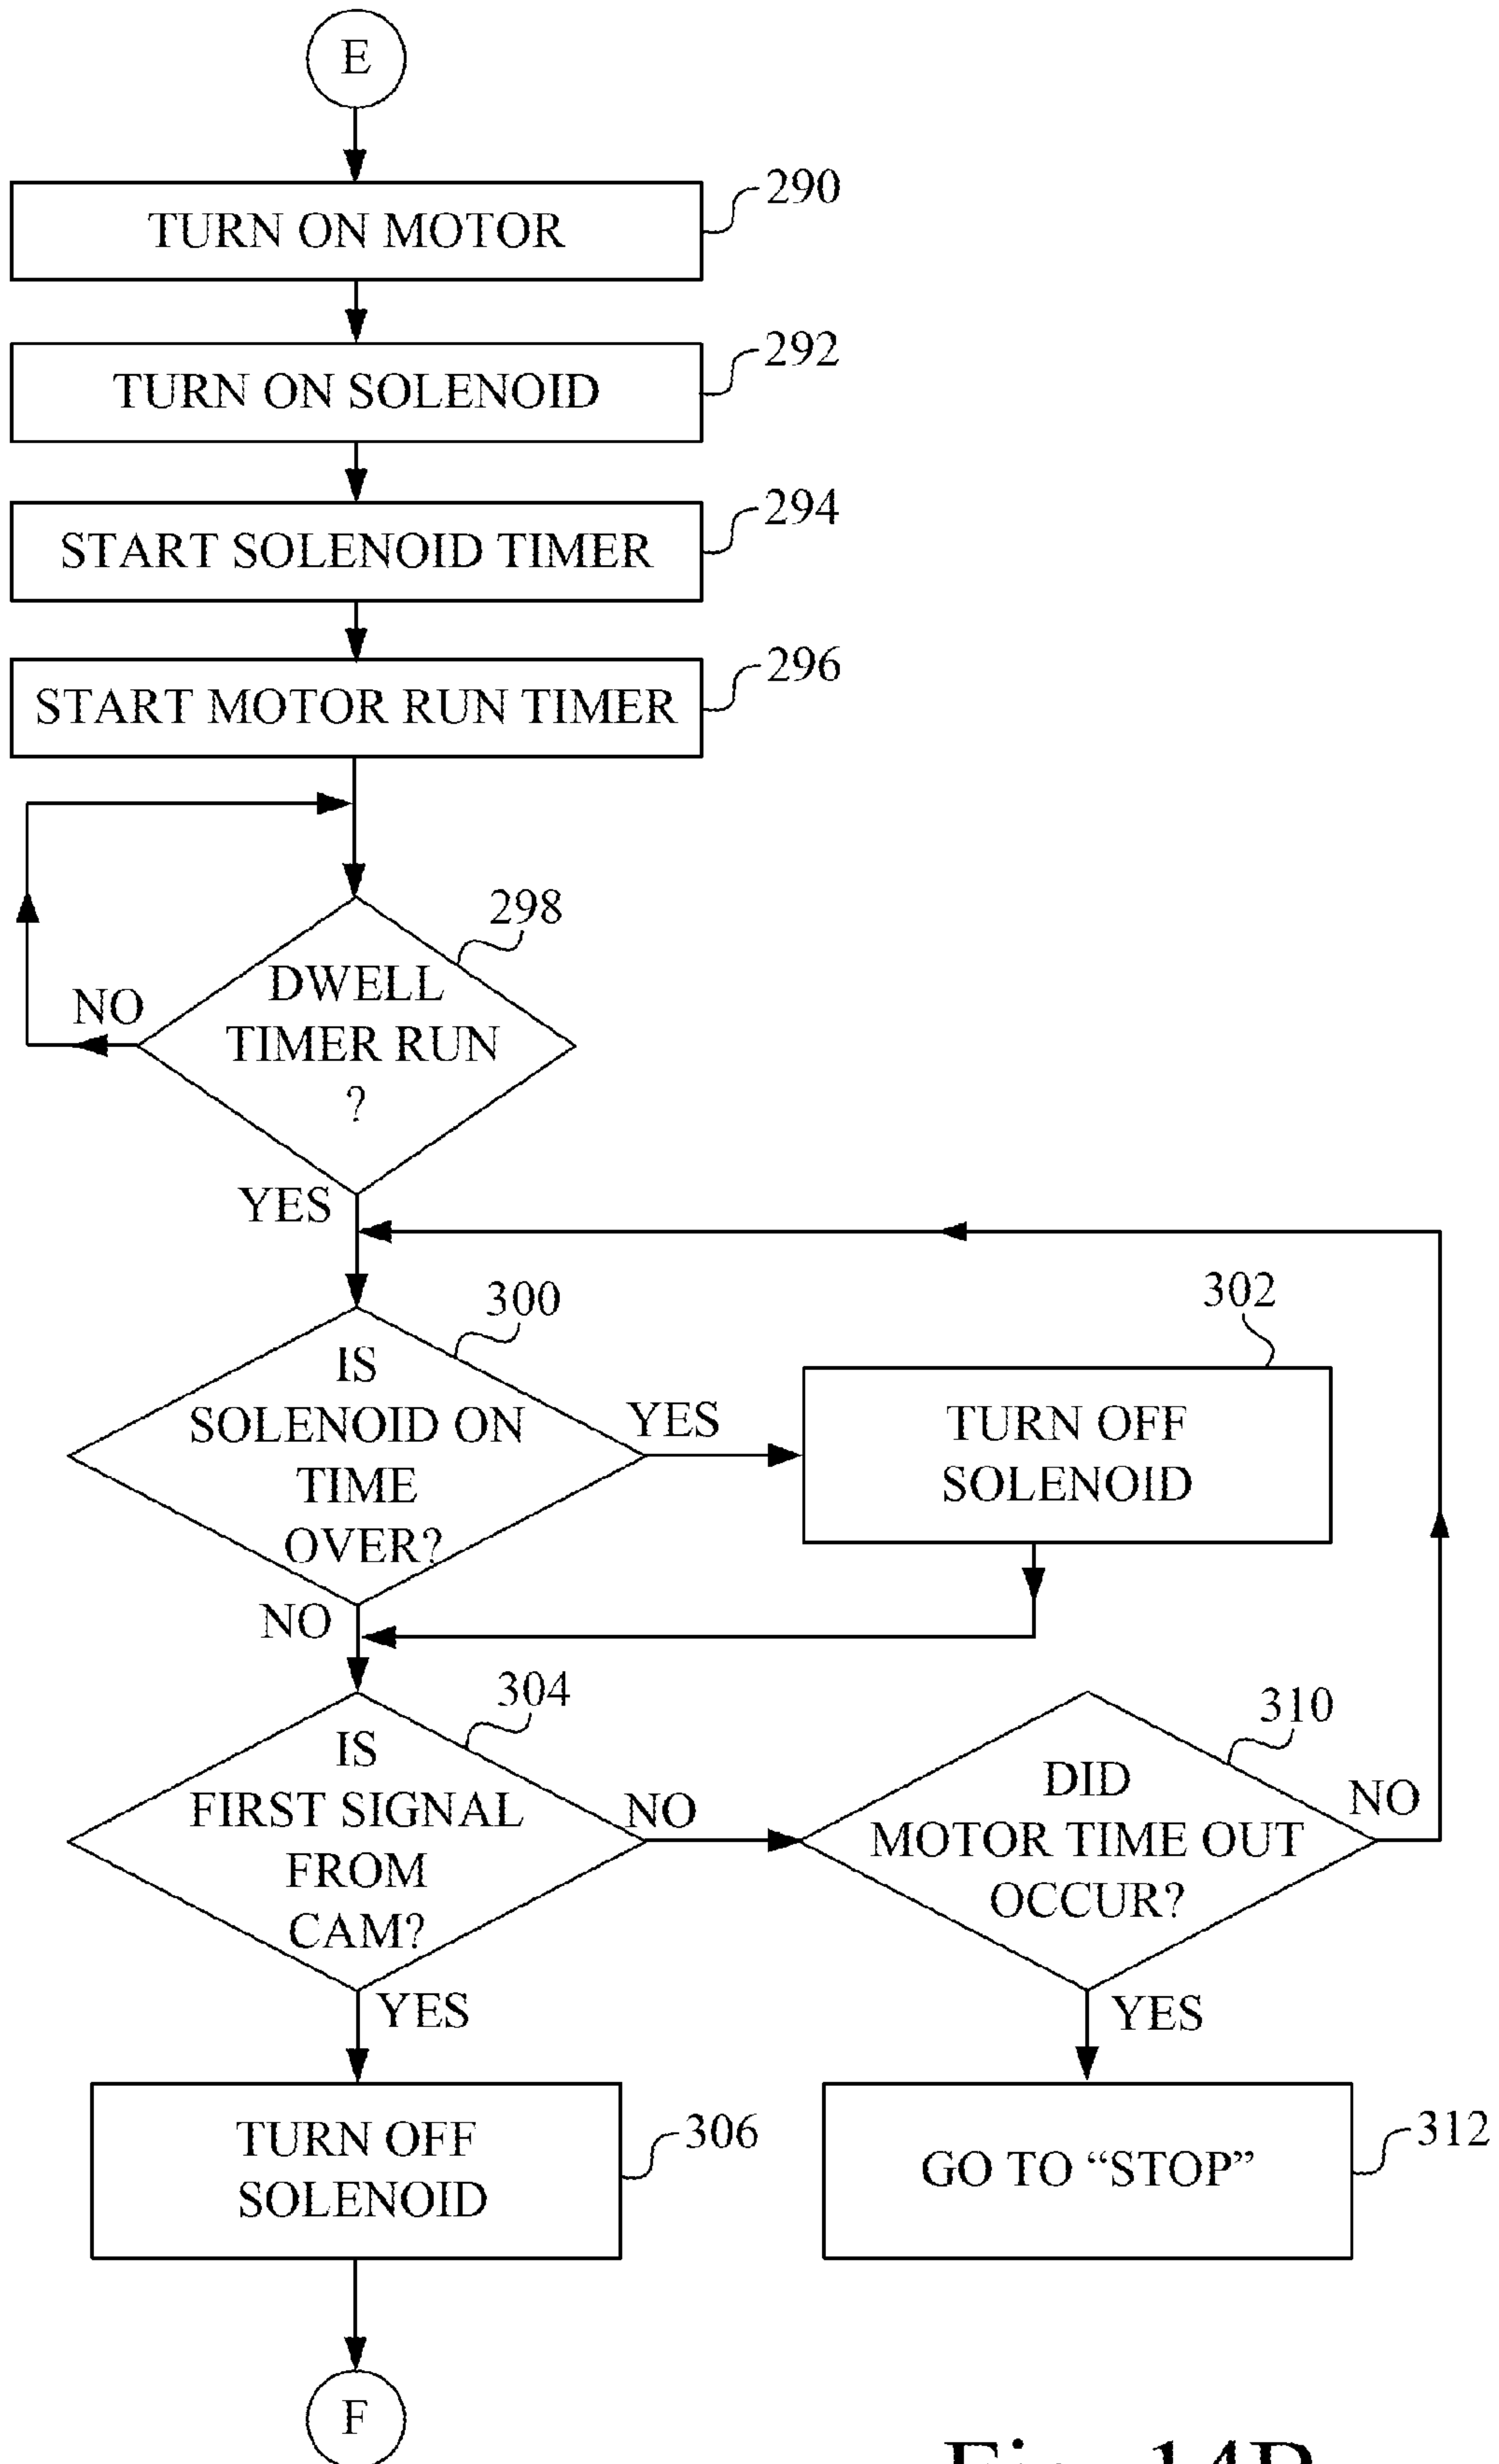 E
TURN ON MOTOR
290
TURN ON SOLENOID
292
START SOLENOID TIMER
294
START MOTOR RUN TIMER
296
298
DWELL
TIMER RUN
?
NO
YES
300
IS
SOLENOID ON
TIME
OVER?
YES
NO
302
TURN OFF
SOLENOID
304
IS
FIRST SIGNAL
FROM
CAM?
NO
YES
310
DID
MOTOR TIME OUT
OCCUR?
NO
YES
TURN OFF
SOLENOID
306
GO TO “STOP”
312
F